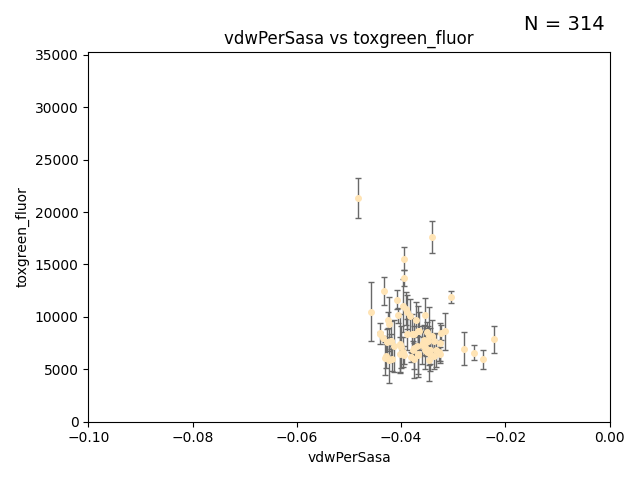 N = 314
vdwPerSasa vs toxgreen_fluor
35000
30000
25000
20000
15000
10000
5000
0
toxgreen_fluor
−0.10 −0.08 −0.06 −0.04 −0.02 0.00
vdwPerSasa